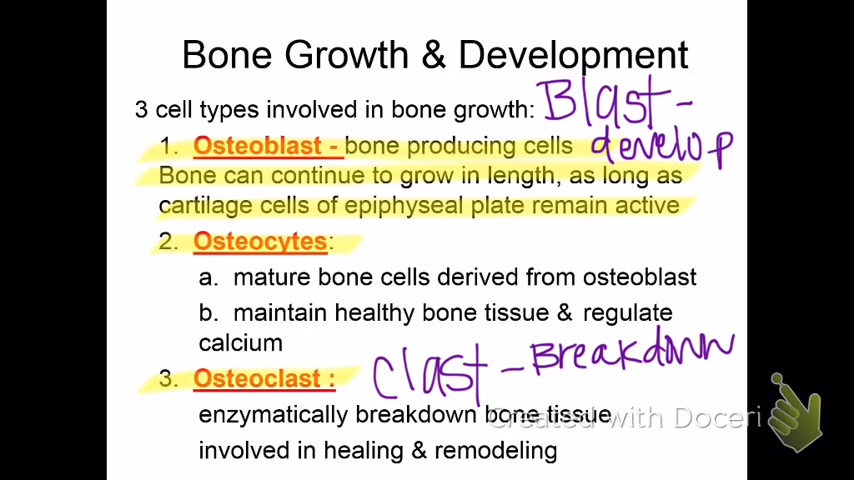 Bone Growth & Development
3 cell types involved in bone growth: Blast -
develop
1. Osteoblast - bone producing cells
Bone can continue to grow in length, as long as
cartilage cells of epiphyseal plate remain active
2. Osteocytes:
a. mature bone cells derived from osteoblast
b. maintain healthy bone tissue & regulate
calcium
3. Osteoclast : Clast - Breakdown
enzymatically breakdown bone tissue
Created with Doceri
involved in healing & remodeling